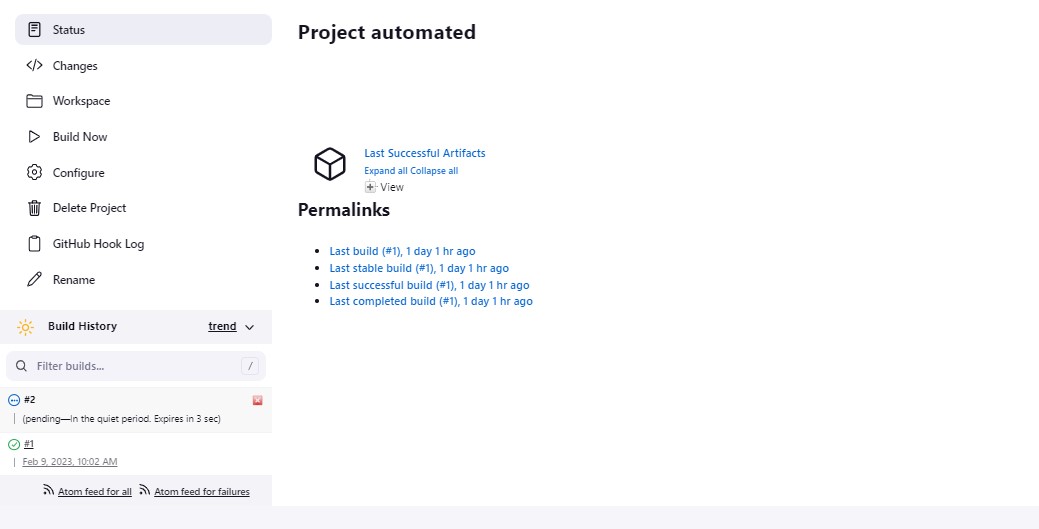 Status
Changes
Workspace
Build Now
Configure
Delete Project
GitHub Hook Log
Rename
Build History
trend
Filter builds...
/
#2
(pending—In the quiet period. Expires in 3 sec)
#1
Feb 9, 2023, 10:02 AM
Atom feed for all Atom feed for failures
Project automated
Last Successful Artifacts
Expand all Collapse all
View
Permalinks
Last build (#1), 1 day 1 hr ago
Last stable build (#1), 1 day 1 hr ago
Last successful build (#1), 1 day 1 hr ago
Last completed build (#1), 1 day 1 hr ago